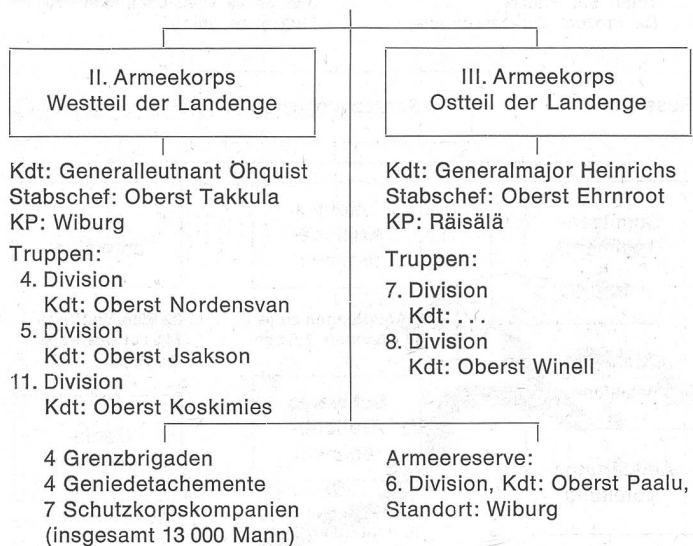 II. Armeekorps
Westteil der Landenge
Kdt: Generalleutnant Öhquist
Stabschef: Oberst Takkula
KP: Wiburg
Truppen:
4. Division
Kdt: Oberst Nordensvan
5. Division
Kdt: Oberst Jsakson
11. Division
Kdt: Oberst Koskimies
III. Armeekorps
Ostteil der Landenge
Kdt: Generalmajor Heinrichs
Stabschef: Oberst Ehrnroot
KP: Räisälä
Truppen:
7. Division
Kdt: . . .
8. Division
Kdt: Oberst Winell
4 Grenzbrigaden
4 Geniedetachemente
7 Schutzkorpskompanien
(insgesamt 13 000 Mann)
Armeereserve:
6. Division, Kdt: Oberst Paalu,
Standort: Wiburg